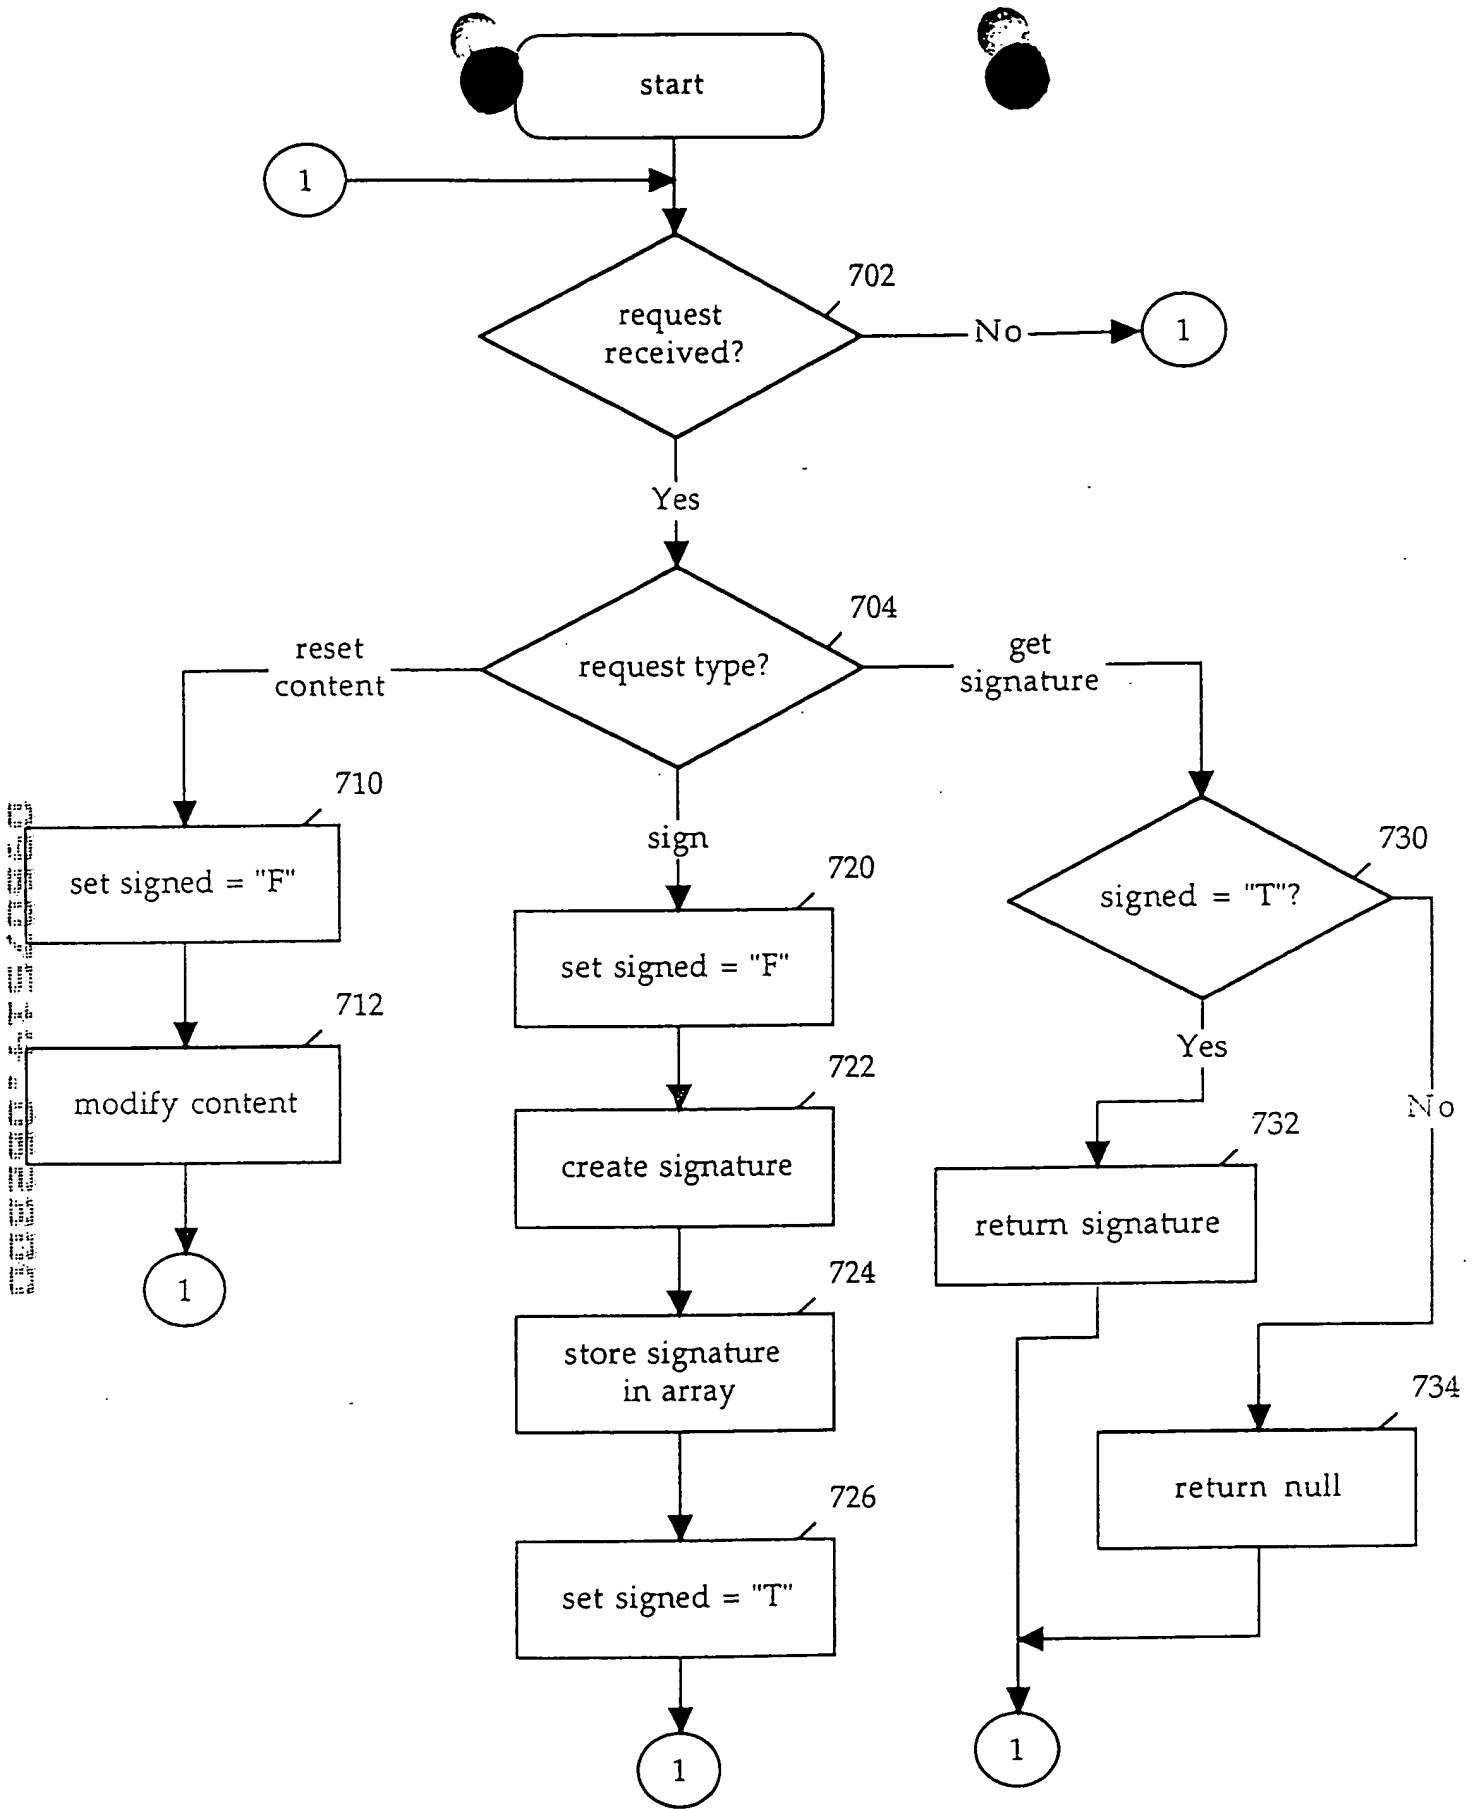 start
1
702
request
received?
No
1
Yes
704
request type?
reset
content
get
signature
sign
710
set signed = "F"
712
modify content
1
720
set signed = "F"
722
create signature
724
store signature
in array
726
set signed = "T"
1
730
signed = "T"?
Yes
No
732
return signature
734
return null
1